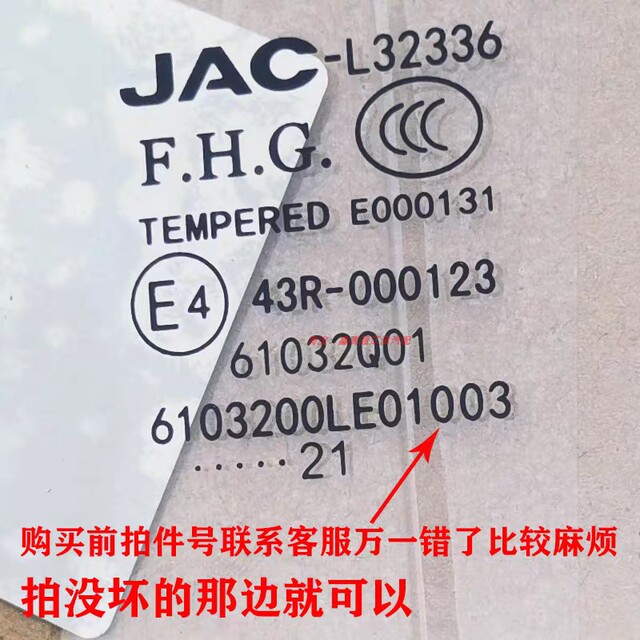 JAC-L32336
F.H.G.
CCC
TEMPERED E000131
E4 43R-000123
61032Q01
6103200LE01003
·····21
购买前拍件号联系客服万一错了比较麻烦
拍没坏的那边就可以